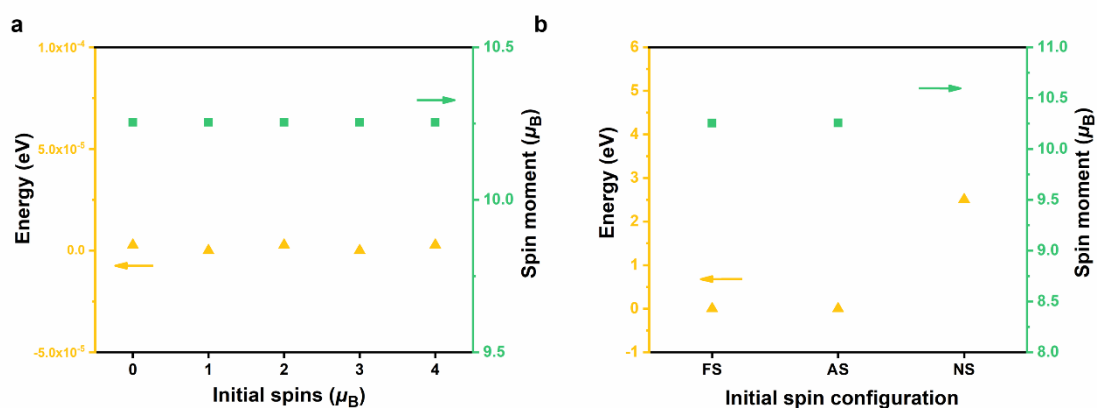 a
1.0x10⁻⁴
5.0x10⁻⁵
0.0
-5.0x10⁻⁵
Energy (eV)
0
1
2
3
4
Initial spins (μB)
10.5
10.0
9.5
Spin moment (μB)
b
6
5
4
3
2
1
0
-1
Energy (eV)
FS
AS
NS
Initial spin configuration
11.0
10.5
10.0
9.5
9.0
8.5
8.0
Spin moment (μB)